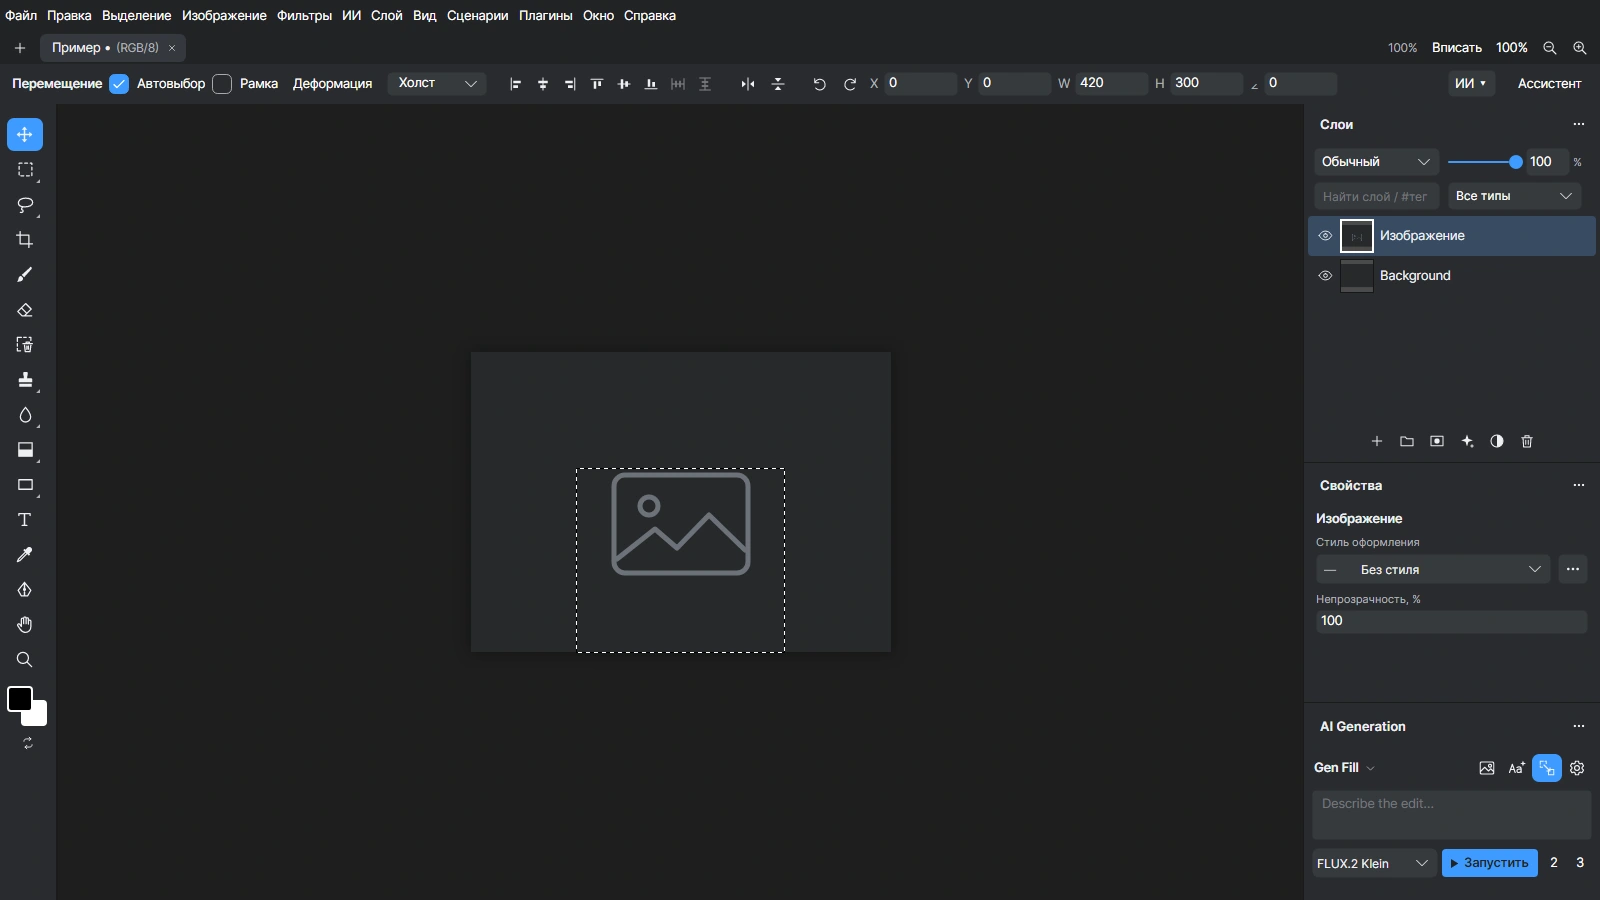 Файл Правка Выделение Изображение Фильтры ИИ Слой Вид Сценарии Плагины Окно Справка
Пример • (RGB/8) × 100% Вписать 100%
Перемещение Автовыбор Рамка Деформация Холст X 0 Y 0 W 420 H 300 ∠ 0 ИИ Ассистент
Слои
Обычный 100 %
Найти слой / #тег Все типы
Изображение
Background
Свойства
Изображение
Стиль оформления
— Без стиля
Непрозрачность, %
100
AI Generation
Gen Fill Aa+
Describe the edit...
FLUX.2 Klein Запустить 2 3